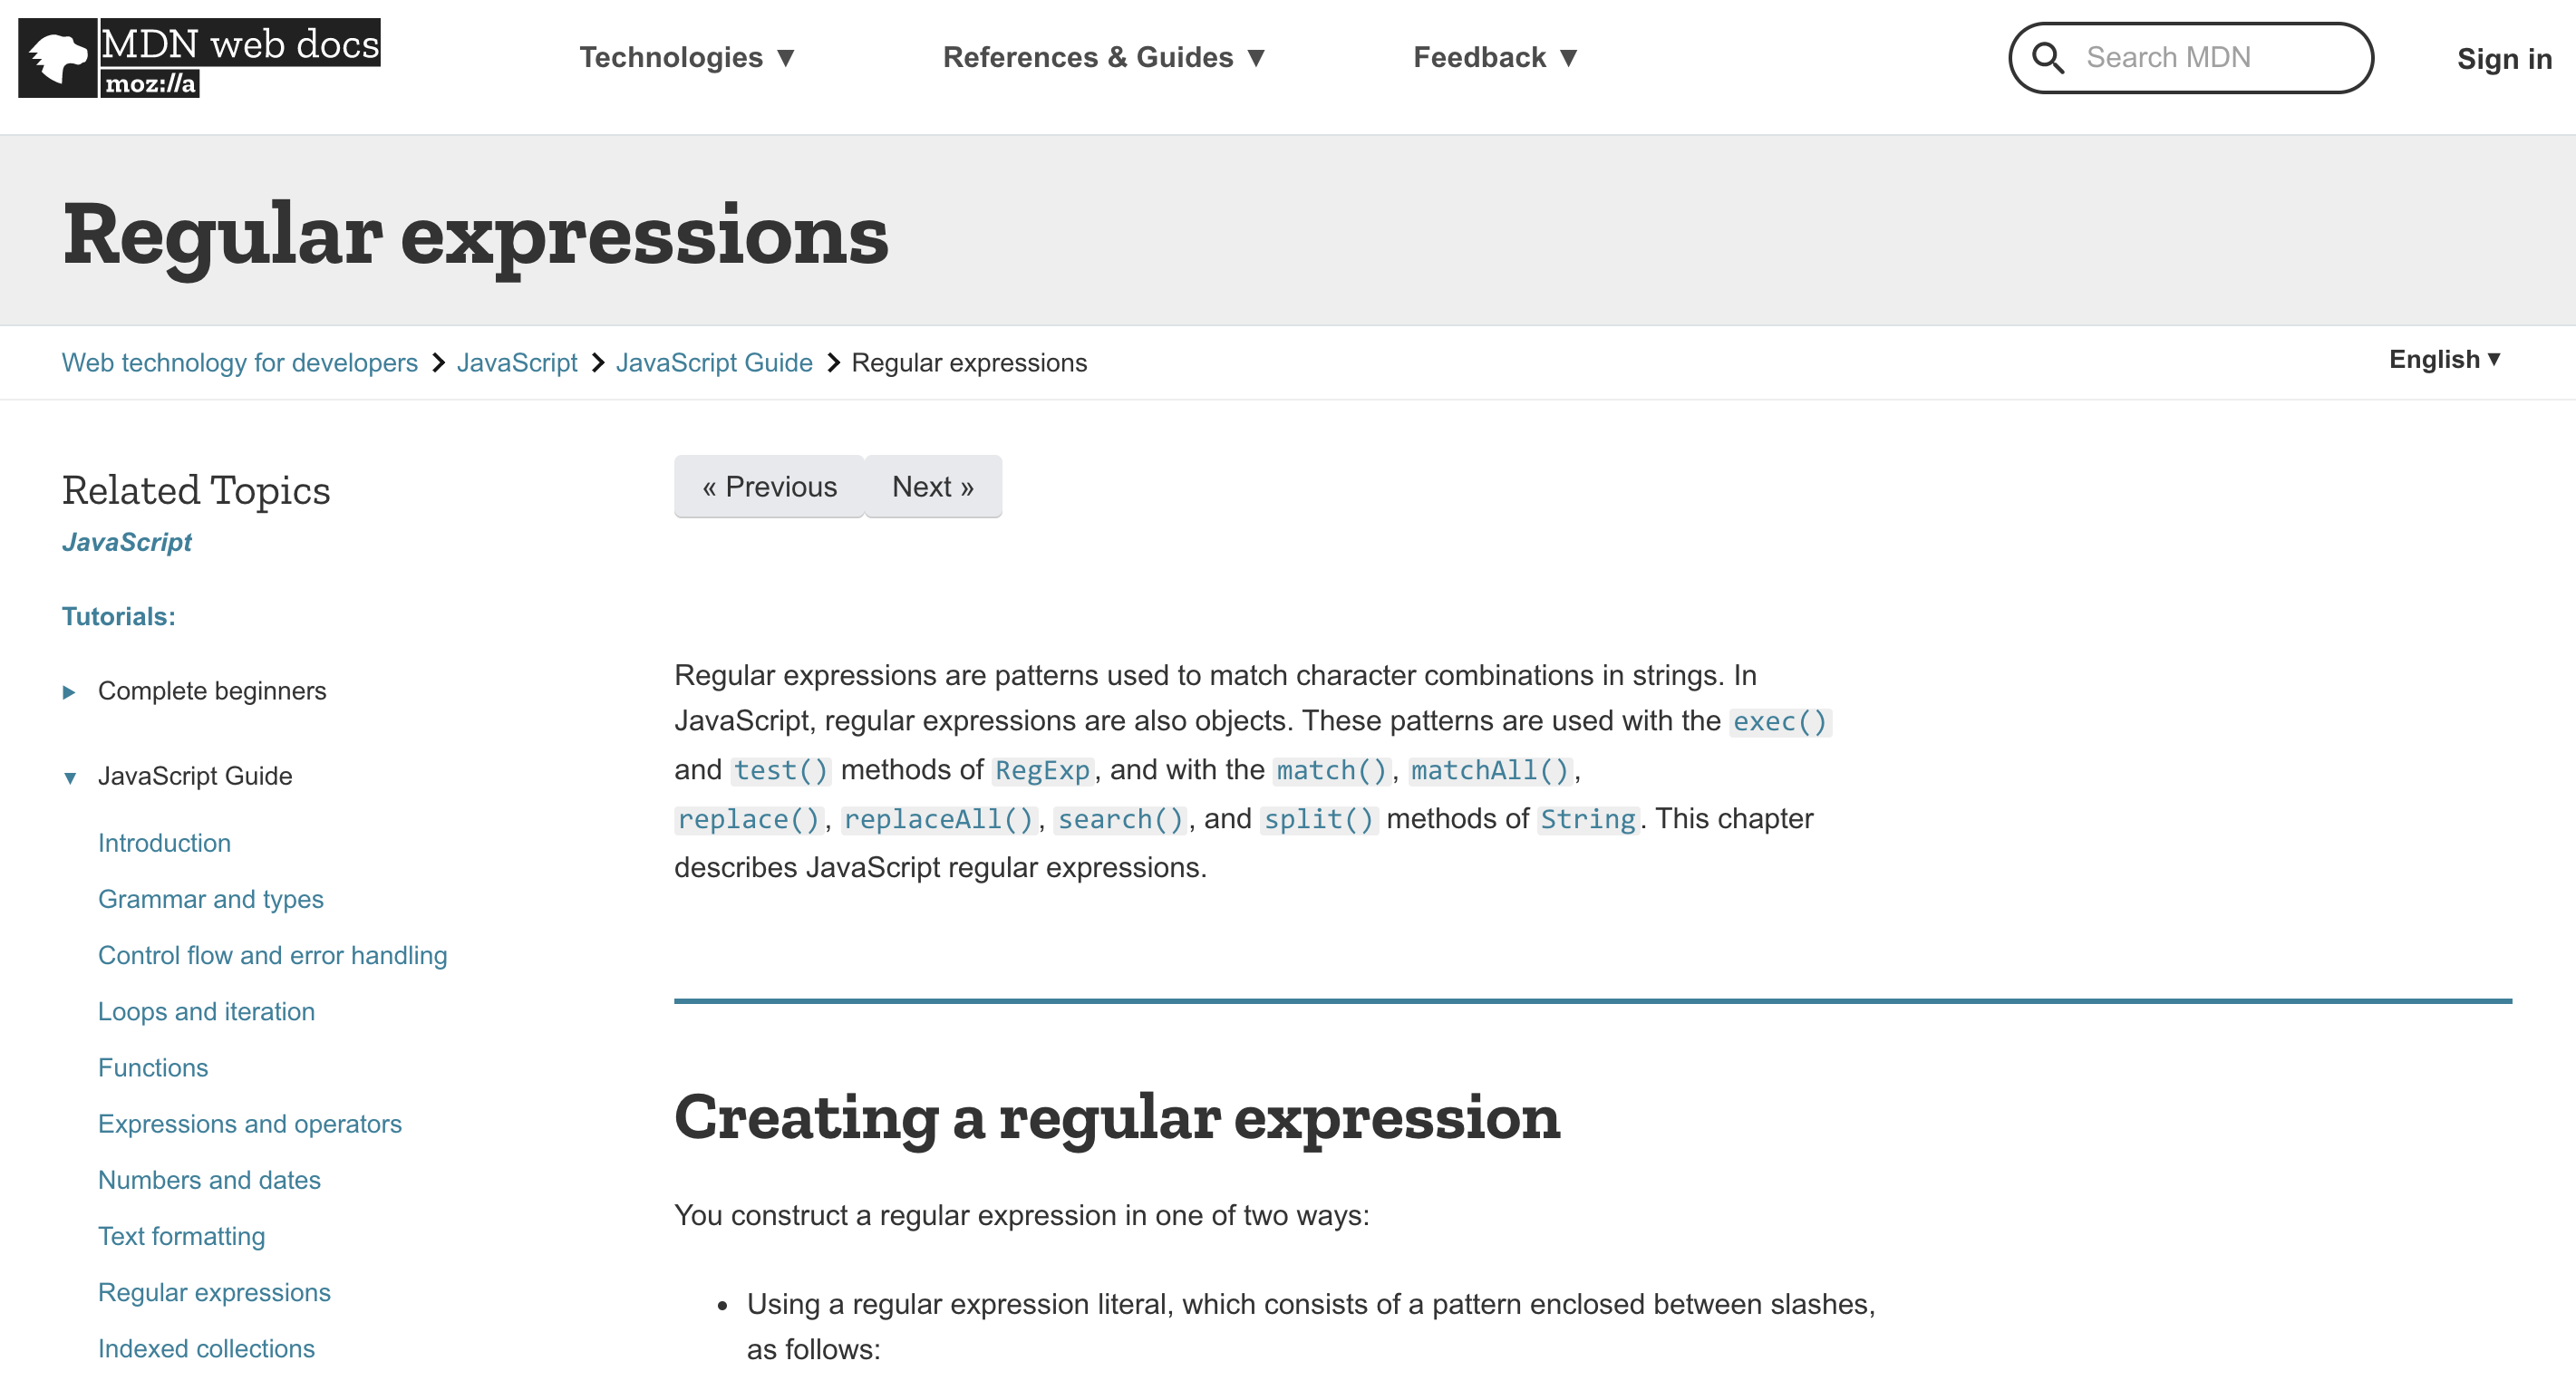 MDN web docs
moz://a
Technologies ▼
References & Guides ▼
Feedback ▼
Search MDN
Sign in
Regular expressions
Web technology for developers > JavaScript > JavaScript Guide > Regular expressions
English ▼
Related Topics
JavaScript
Tutorials:
▶ Complete beginners
▼ JavaScript Guide
Introduction
Grammar and types
Control flow and error handling
Loops and iteration
Functions
Expressions and operators
Numbers and dates
Text formatting
Regular expressions
Indexed collections
« Previous
Next »
Regular expressions are patterns used to match character combinations in strings. In
JavaScript, regular expressions are also objects. These patterns are used with the exec()
and test() methods of RegExp, and with the match(), matchAll(),
replace(), replaceAll(), search(), and split() methods of String. This chapter
describes JavaScript regular expressions.
Creating a regular expression
You construct a regular expression in one of two ways:
• Using a regular expression literal, which consists of a pattern enclosed between slashes,
as follows: